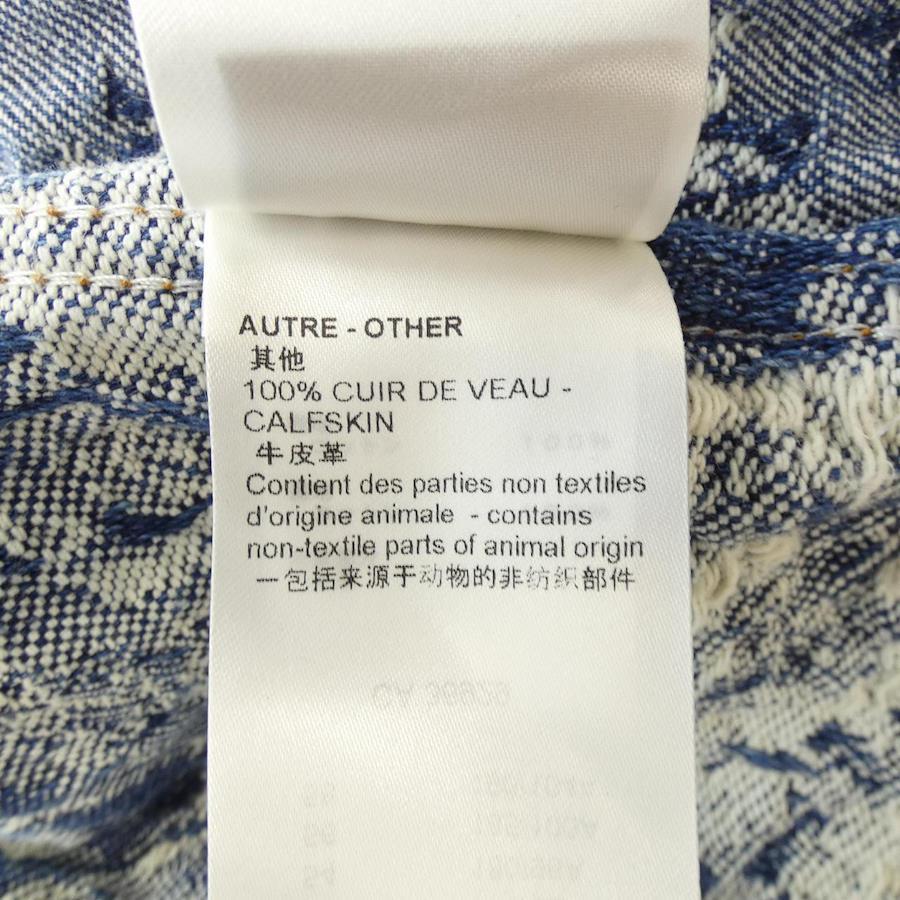 AUTRE - OTHER
其他
100% CUIR DE VEAU -
CALFSKIN
牛皮革
Contient des parties non textiles
d'origine animale - contains
non-textile parts of animal origin
一包括来源于动物的非纺织部件